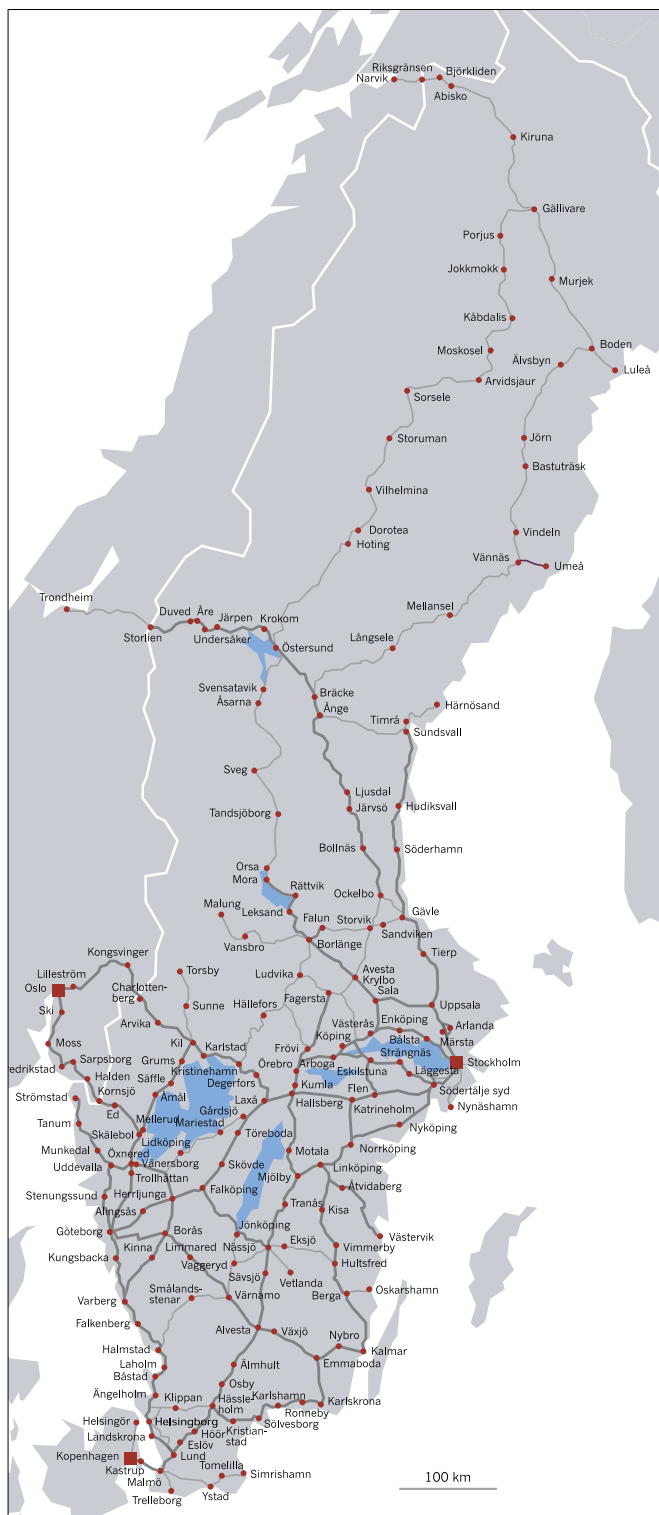 Riksgränsen
Björkliden
Narvik
Abisko
Kiruna
Gällivare
Porjus
Jokkmokk
Murjek
Kåbdalis
Moskosel
Boden
Älvsbyn
Luleå
Arvidsjaur
Sorsele
Storuman
Jörn
Bastuträsk
Vilhelmina
Dorotea
Hoting
Vindeln
Vännäs
Umeå
Trondheim
Mellansel
Duved
Åre
Järpen
Krokom
Storlien
Undersåker
Östersund
Långsele
Svensatavik
Åsarna
Bräcke
Ånge
Härnösand
Timrå
Sundsvall
Sveg
Ljusdal
Järvsö
Hudiksvall
Tandsjöborg
Bollnäs
Söderhamn
Orsa
Mora
Rättvik
Ockelbo
Malung
Leksand
Falun
Storvik
Gävle
Sandviken
Vansbro
Borlänge
Tierp
Kongsvinger
Torsby
Ludvika
Avesta
Krylbo
Lilleström
Oslo
Charlotten-
berg
Sala
Fagersta
Ski
Sunne
Hällefors
Uppsala
Arvika
Västerås
Enköping
Arlanda
Köping
Moss
Kil
Karlstad
Frövi
Bålsta
Märsta
Sarpsborg
Grums
Kristinehamn
Örebro
Arboga
Strängnäs
Stockholm
edrikstad
Halden
Säffle
Degerfors
Kumla
Eskilstuna
Läggesta
Kornsjö
Åmål
Laxå
Hallsberg
Flen
Södertälje syd
Strömstad
Ed
Gårdsjö
Katrineholm
Nynäshamn
Tanum
Mellerud
Mariestad
Nyköping
Skälebol
Lidköping
Töreboda
Munkedal
Öxnered
Norrköping
Uddevalla
Vänersborg
Motala
Trollhättan
Skövde
Linköping
Mjölby
Åtvidaberg
Stenungssund
Herrljunga
Falköping
Alingsås
Tranås
Kisa
Göteborg
Borås
Jönköping
Västervik
Kungsbacka
Kinna
Limmared
Nässjö
Eksjö
Vimmerby
Vaggeryd
Hultsfred
Sävsjö
Vetlanda
Smålands-
stenar
Berga
Oskarshamn
Varberg
Värnamo
Falkenberg
Alvesta
Växjö
Nybro
Halmstad
Kalmar
Laholm
Älmhult
Emmaboda
Båstad
Osby
Ängelholm
Klippan
Hässle-
holm
Karlshamn
Karlskrona
Helsingör
Helsingborg
Ronneby
Sölvesborg
Landskrona
Höör
Kristian-
stad
Eslöv
Kopenhagen
Lund
Kastrup
Tomelilla
Simrishamn
Malmö
Trelleborg
Ystad
100 km